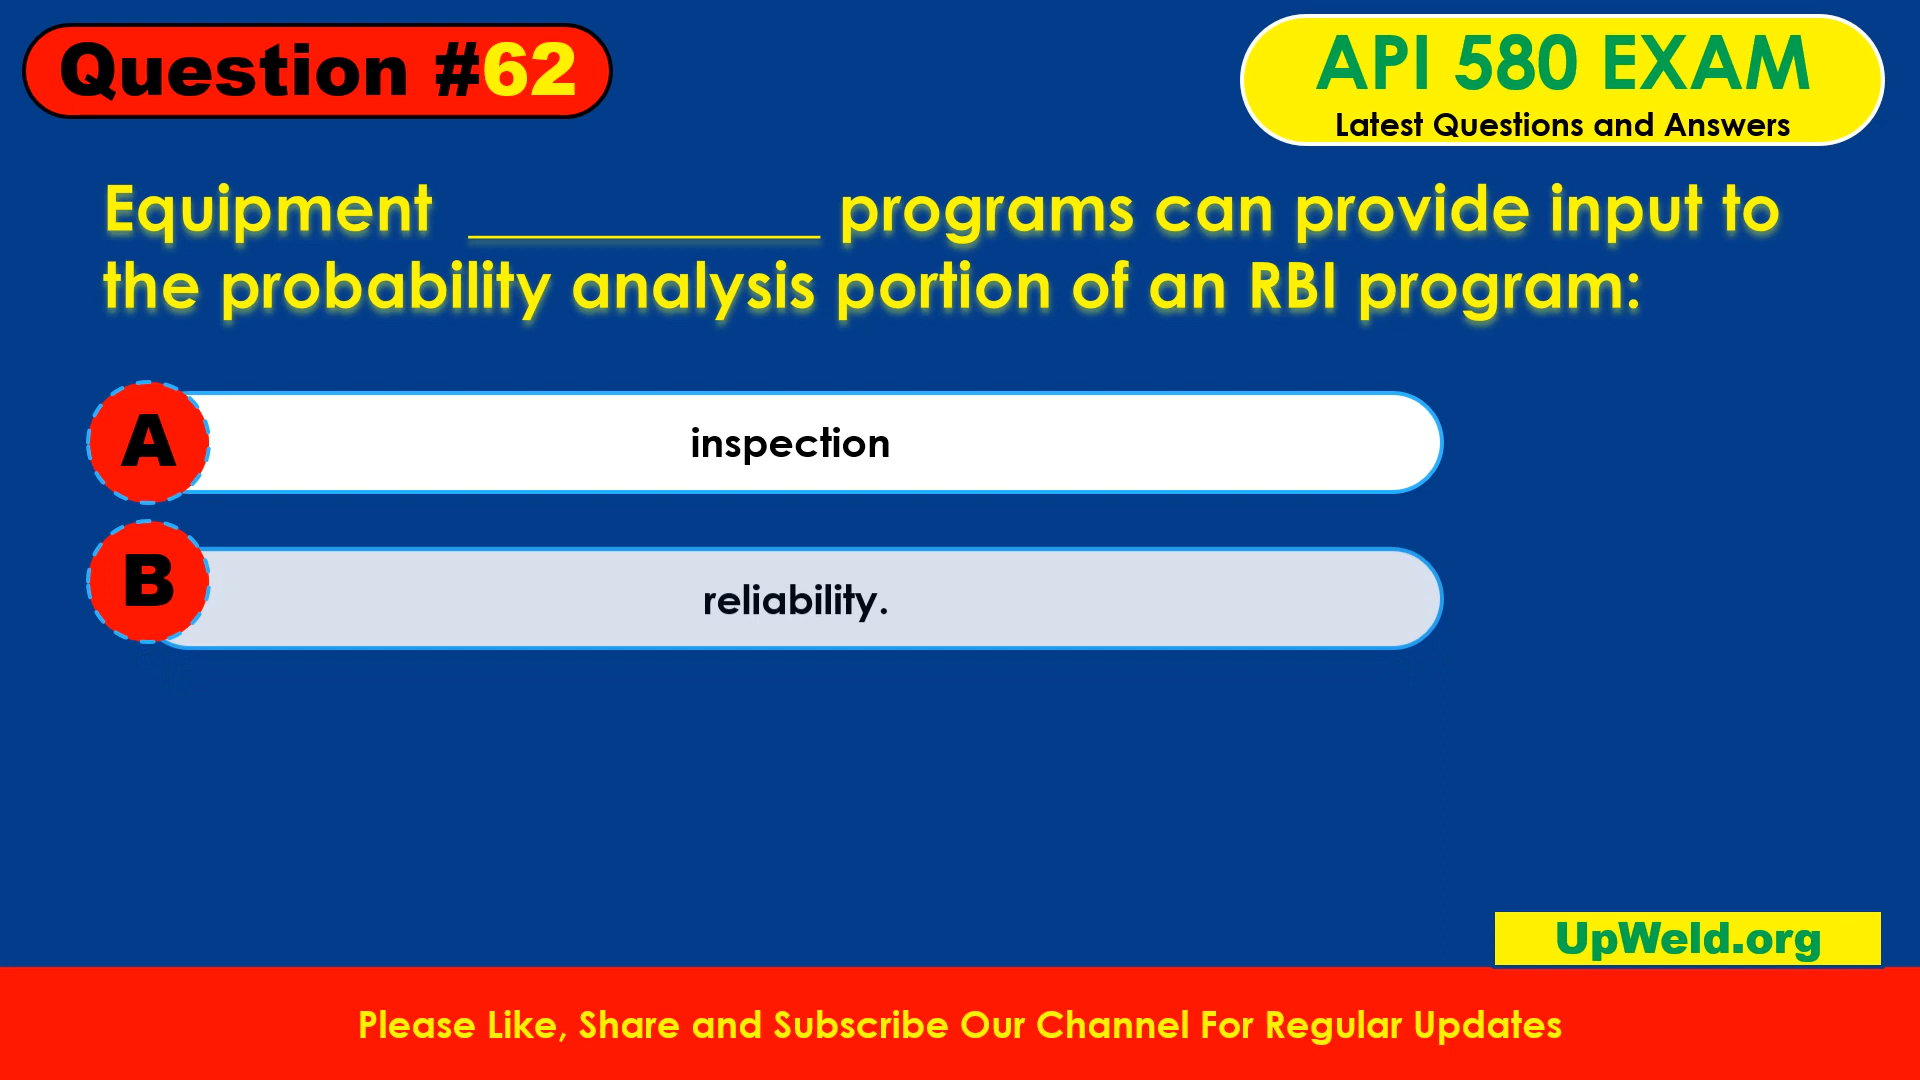 Question #62
API 580 EXAM
Latest Questions and Answers
Equipment __________ programs can provide input to
the probability analysis portion of an RBI program:
A
inspection
B
reliability.
UpWeld.org
Please Like, Share and Subscribe Our Channel For Regular Updates